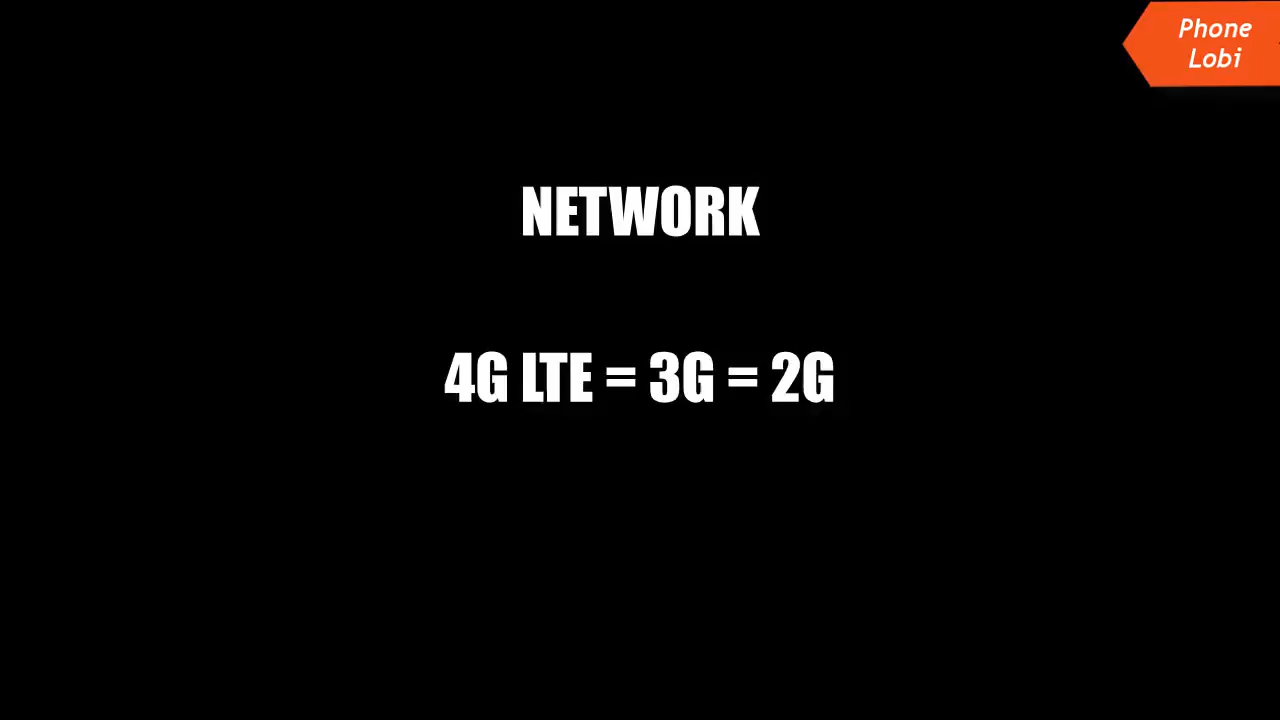 Phone
Lobi
NETWORK
4G LTE = 3G = 2G